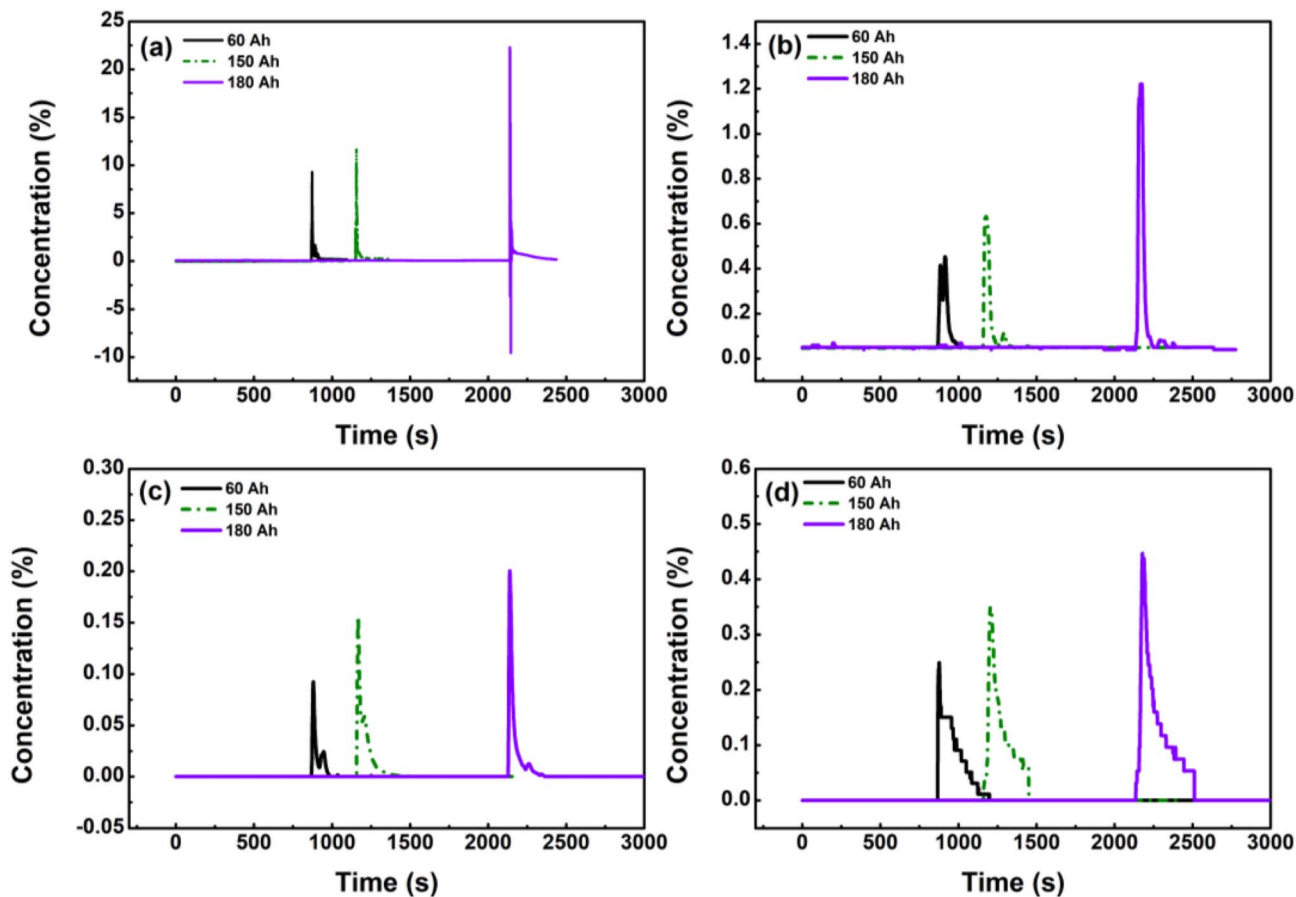 (a)
60 Ah
150 Ah
180 Ah
25
20
15
10
5
0
-5
-10
Concentration (%)
0 500 1000 1500 2000 2500 3000
Time (s)
(b)
60 Ah
150 Ah
180 Ah
1.4
1.2
1.0
0.8
0.6
0.4
0.2
0.0
Concentration (%)
0 500 1000 1500 2000 2500 3000
Time (s)
(c)
60 Ah
150 Ah
180 Ah
0.30
0.25
0.20
0.15
0.10
0.05
0.00
-0.05
Concentration (%)
0 500 1000 1500 2000 2500 3000
Time (s)
(d)
60 Ah
150 Ah
180 Ah
0.6
0.5
0.4
0.3
0.2
0.1
0.0
Concentration (%)
0 500 1000 1500 2000 2500 3000
Time (s)